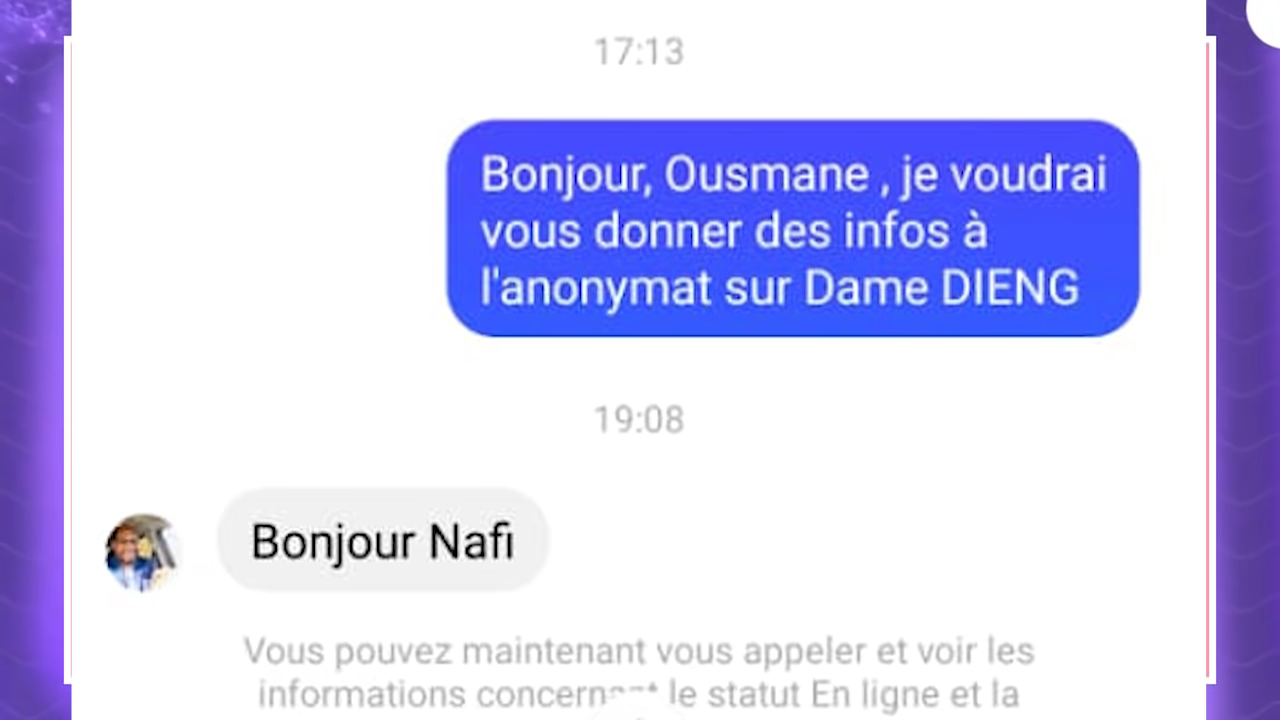 17:13
Bonjour, Ousmane , je voudrai
vous donner des infos à
l'anonymat sur Dame DIENG
19:08
Bonjour Nafi
Vous pouvez maintenant vous appeler et voir les
informations concernant le statut En ligne et la